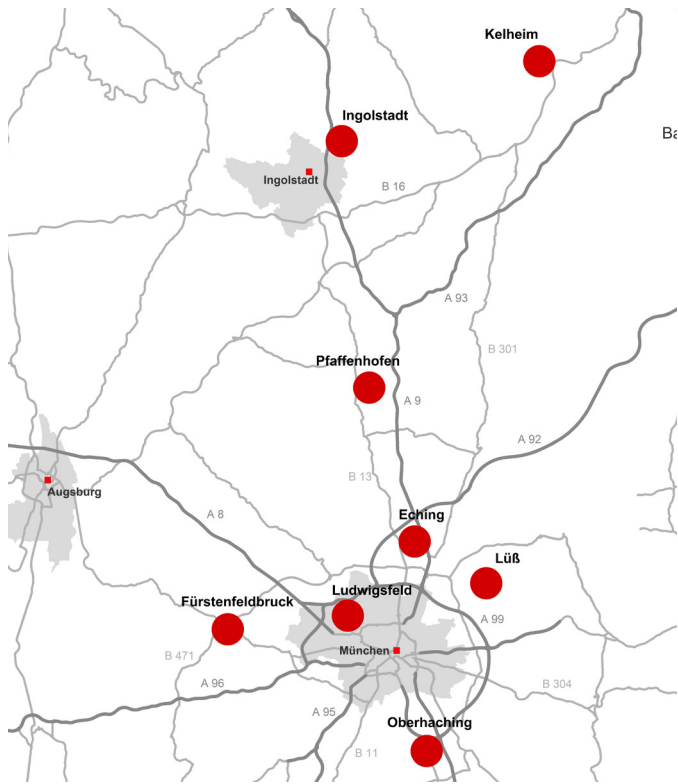 Kelheim
Ingolstadt
Ba
Ingolstadt
B 16
A 93
B 301
Pfaffenhofen
A 9
A 92
B 13
Augsburg
A 8
Eching
Lüß
Ludwigsfeld
Fürstenfeldbruck
A 99
München
B 471
A 96
B 304
A 95
Oberhaching
B 11